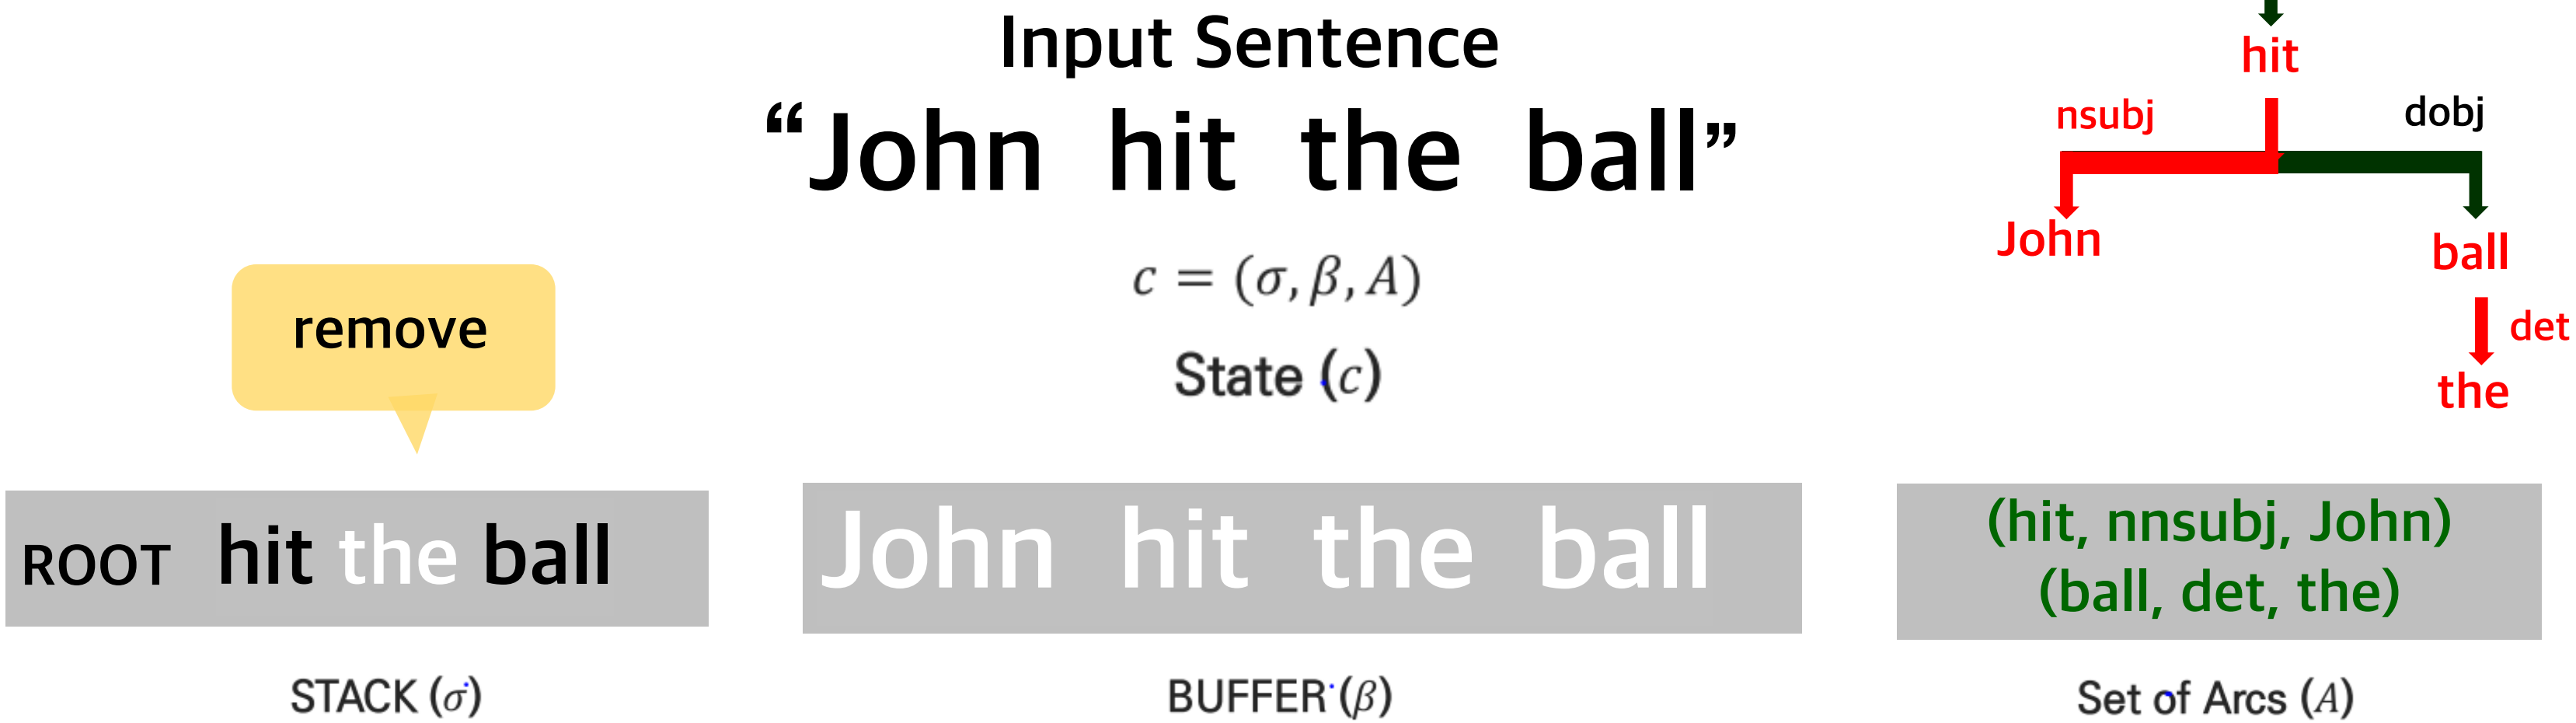 Input Sentence
“John hit the ball”
c = (σ, β, A)
State (c)
hit
nsubj
dobj
John
ball
det
the
remove
ROOT hit the ball
John hit the ball
(hit, nnsubj, John)
(ball, det, the)
STACK (σ)
BUFFER (β)
Set of Arcs (A)